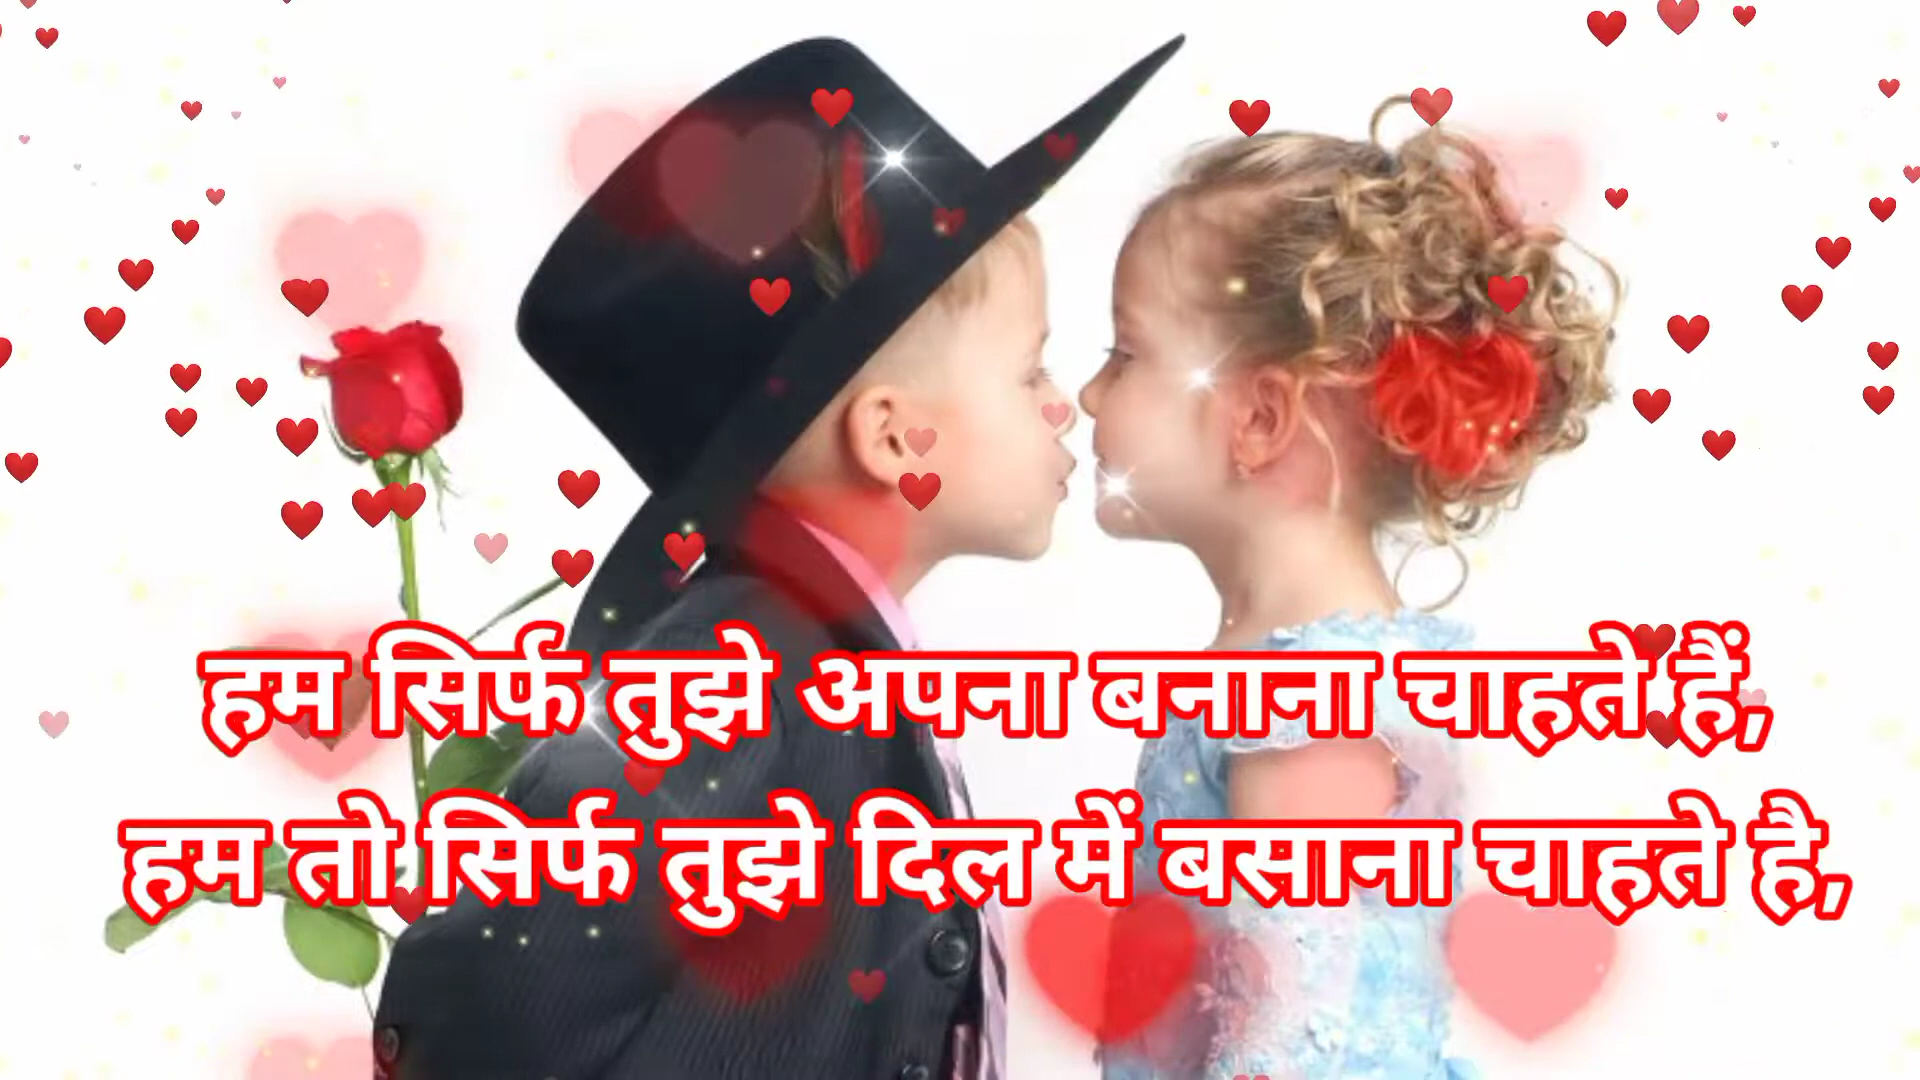 हम सिर्फ तुझे अपना बनाना चाहते हैं,
हम तो सिर्फ तुझे दिल में बसाना चाहते है,